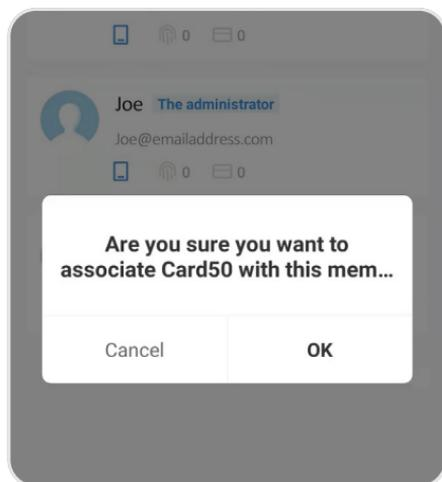 0 0
Joe The administrator
Joe@emailaddress.com
0 0
Are you sure you want to
associate Card50 with this mem...
Cancel OK